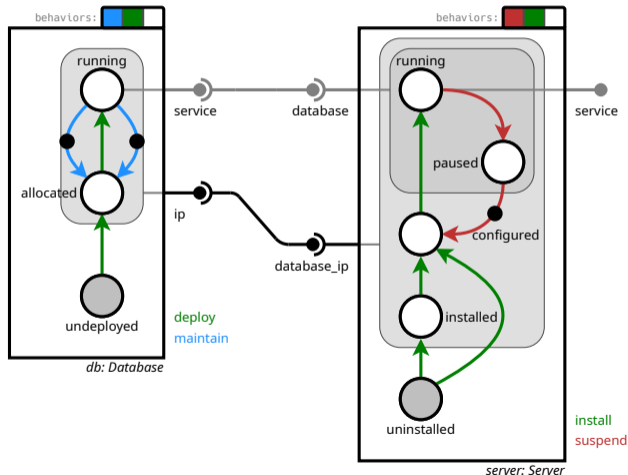 behaviors:
behaviors:
running
running
service
database
service
paused
allocated
ip
configured
database_ip
undeployed
deploy
installed
maintain
db: Database
uninstalled
install
suspend
server: Server